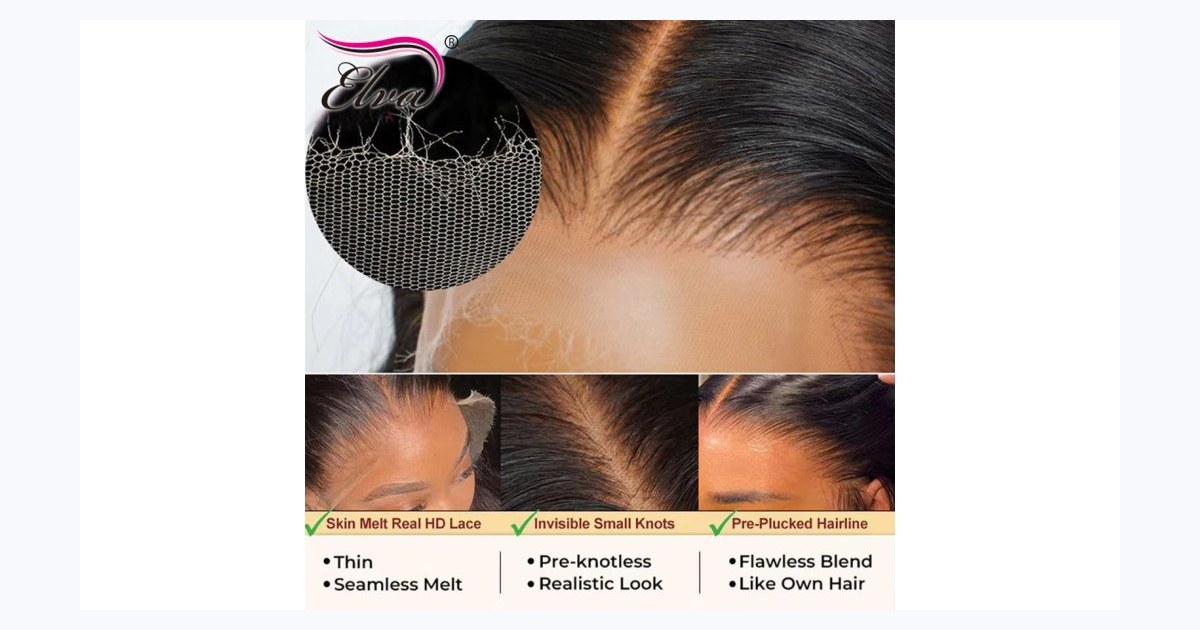 Elva®
Skin Melt Real HD Lace
Invisible Small Knots
Pre-Plucked Hairline
• Thin
• Seamless Melt
• Pre-knotless
• Realistic Look
• Flawless Blend
• Like Own Hair